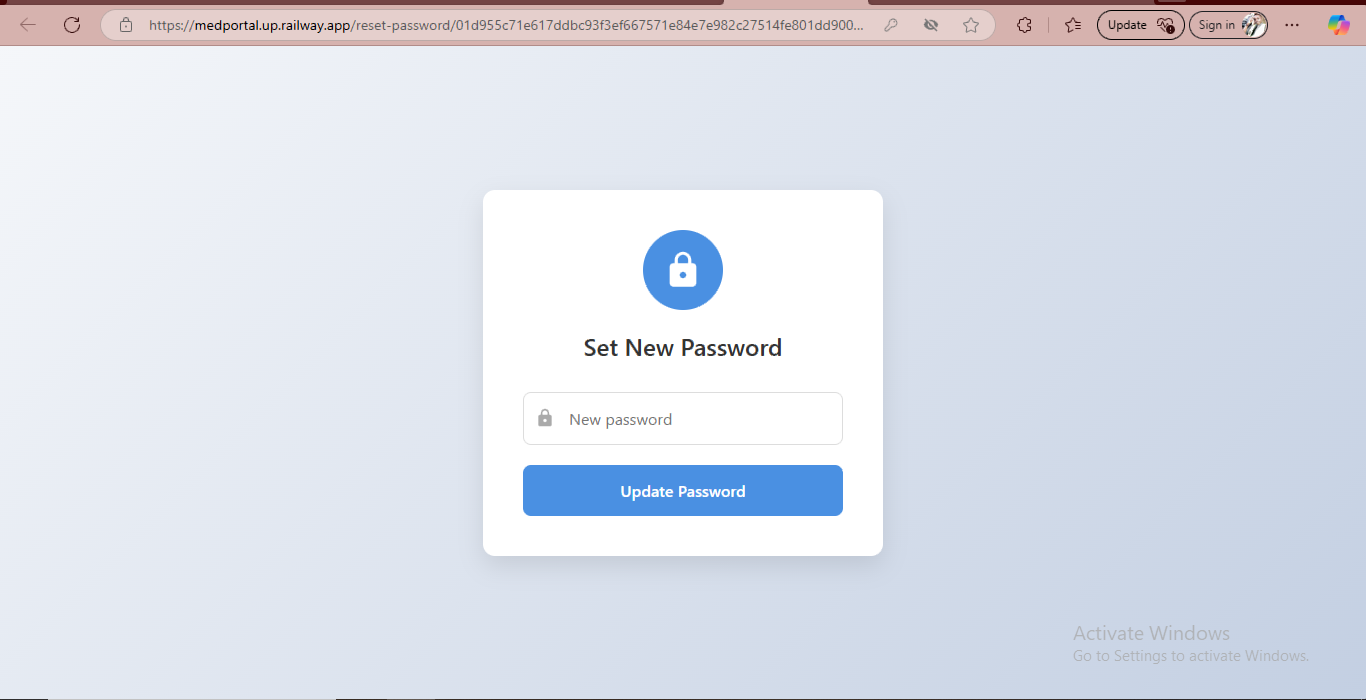 https://medportal.up.railway.app/reset-password/01d955c71e617ddbc93f3ef667571e84e7e982c27514fe801dd900...
Update
Sign in
Set New Password
New password
Update Password
Activate Windows
Go to Settings to activate Windows.